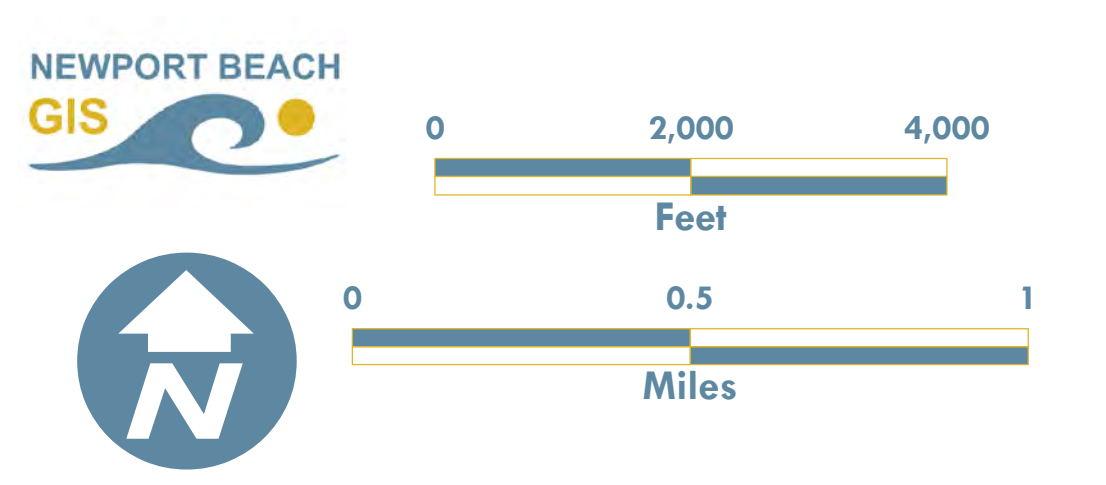 NEWPORT BEACH
GIS
0 2,000 4,000
Feet
0 0.5 1
Miles
N